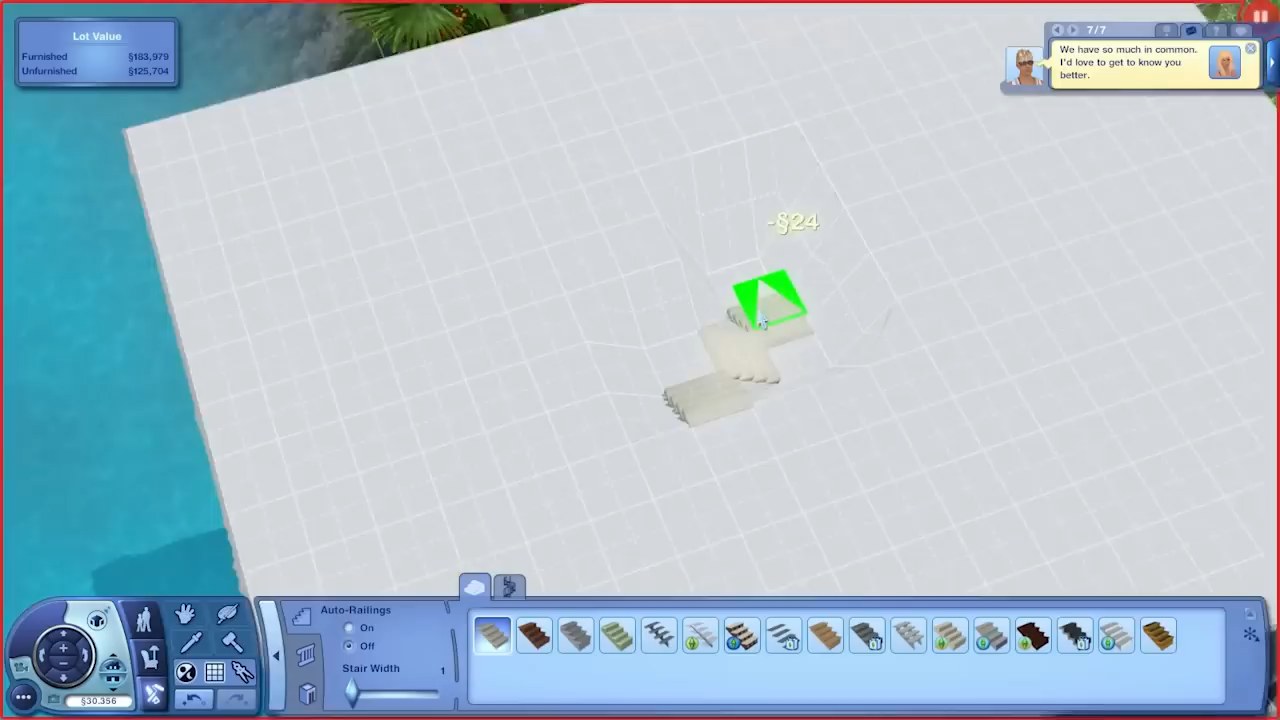 Lot Value
Furnished §183,979
Unfurnished §125,704
7/7
We have so much in common.
I'd love to get to know you
better.
-§24
Auto-Railings
On
Off
Stair Width 1
§30.356